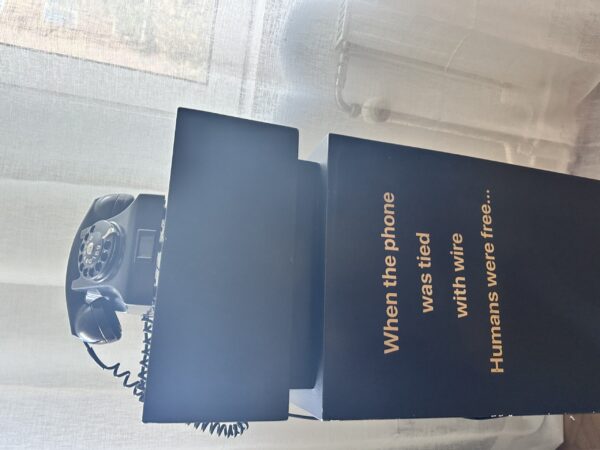 When the phone
was tied
with wire
Humans were free...